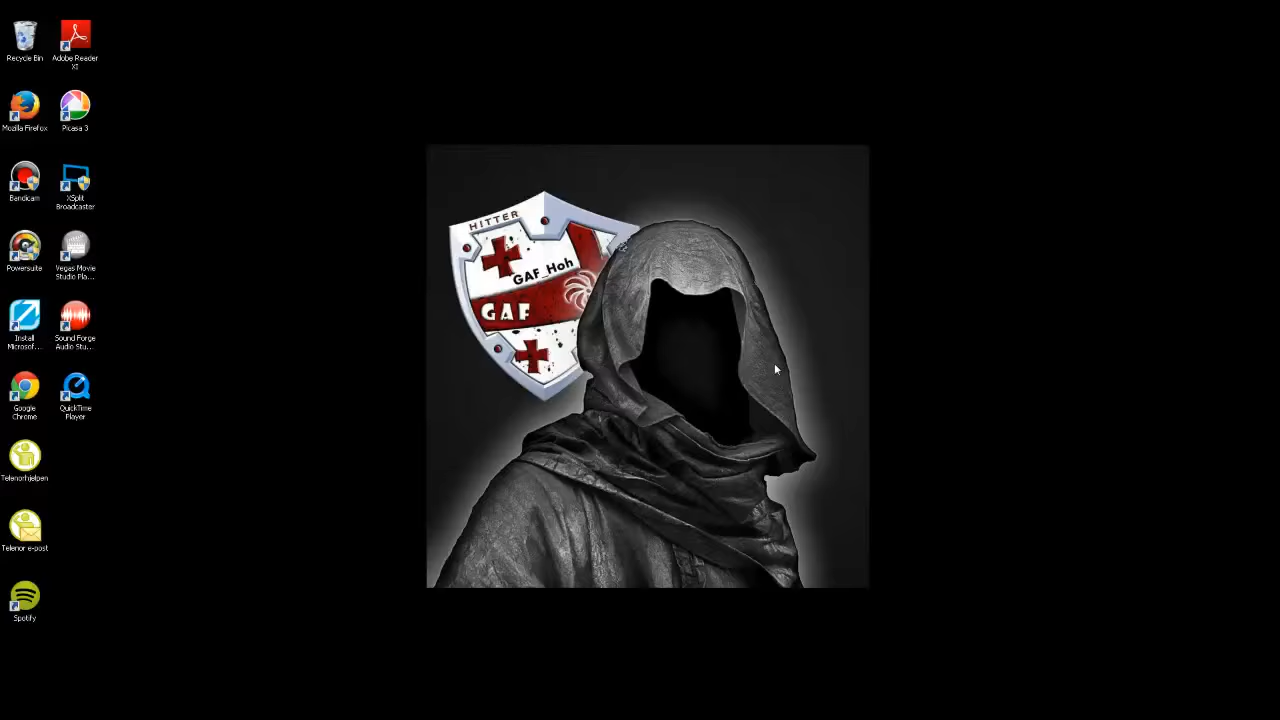 Recycle Bin
Adobe Reader
XI
Mozilla Firefox
Picasa 3
Bandicam
XSplit
Broadcaster
Powersuite
Vegas Movie
Studio Pla...
Install
Microsof...
Sound Forge
Audio Stu...
Google
Chrome
QuickTime
Player
Telenorhjelpen
Telenor e-post
Spotify
HITTER
GAF_Hoh
GAF